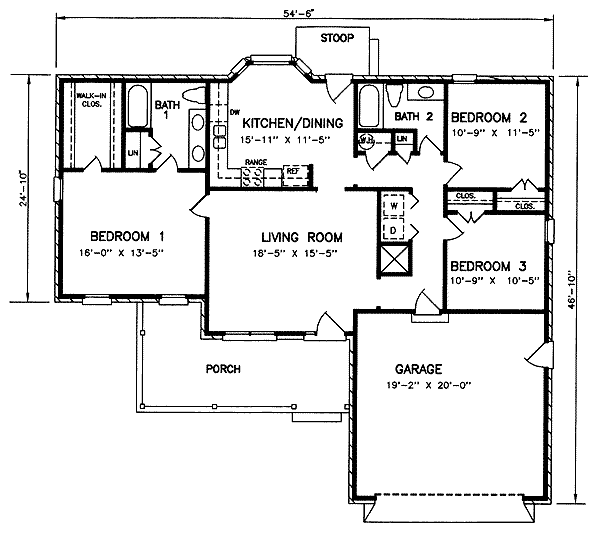 54'-6"
STOOP
WALK-IN
CLOS.
BATH
1
DW
KITCHEN/DINING
15'-11" X 11'-5"
BATH 2
BEDROOM 2
10'-9" X 11'-5"
LIN
LIN
W.H.
RANGE
REF
24'-10"
CLOS.
CLOS.
W
D
BEDROOM 1
16'-0" X 13'-5"
LIVING ROOM
18'-5" X 15'-5"
BEDROOM 3
10'-9" X 10'-5"
46'-10"
PORCH
GARAGE
19'-2" X 20'-0"